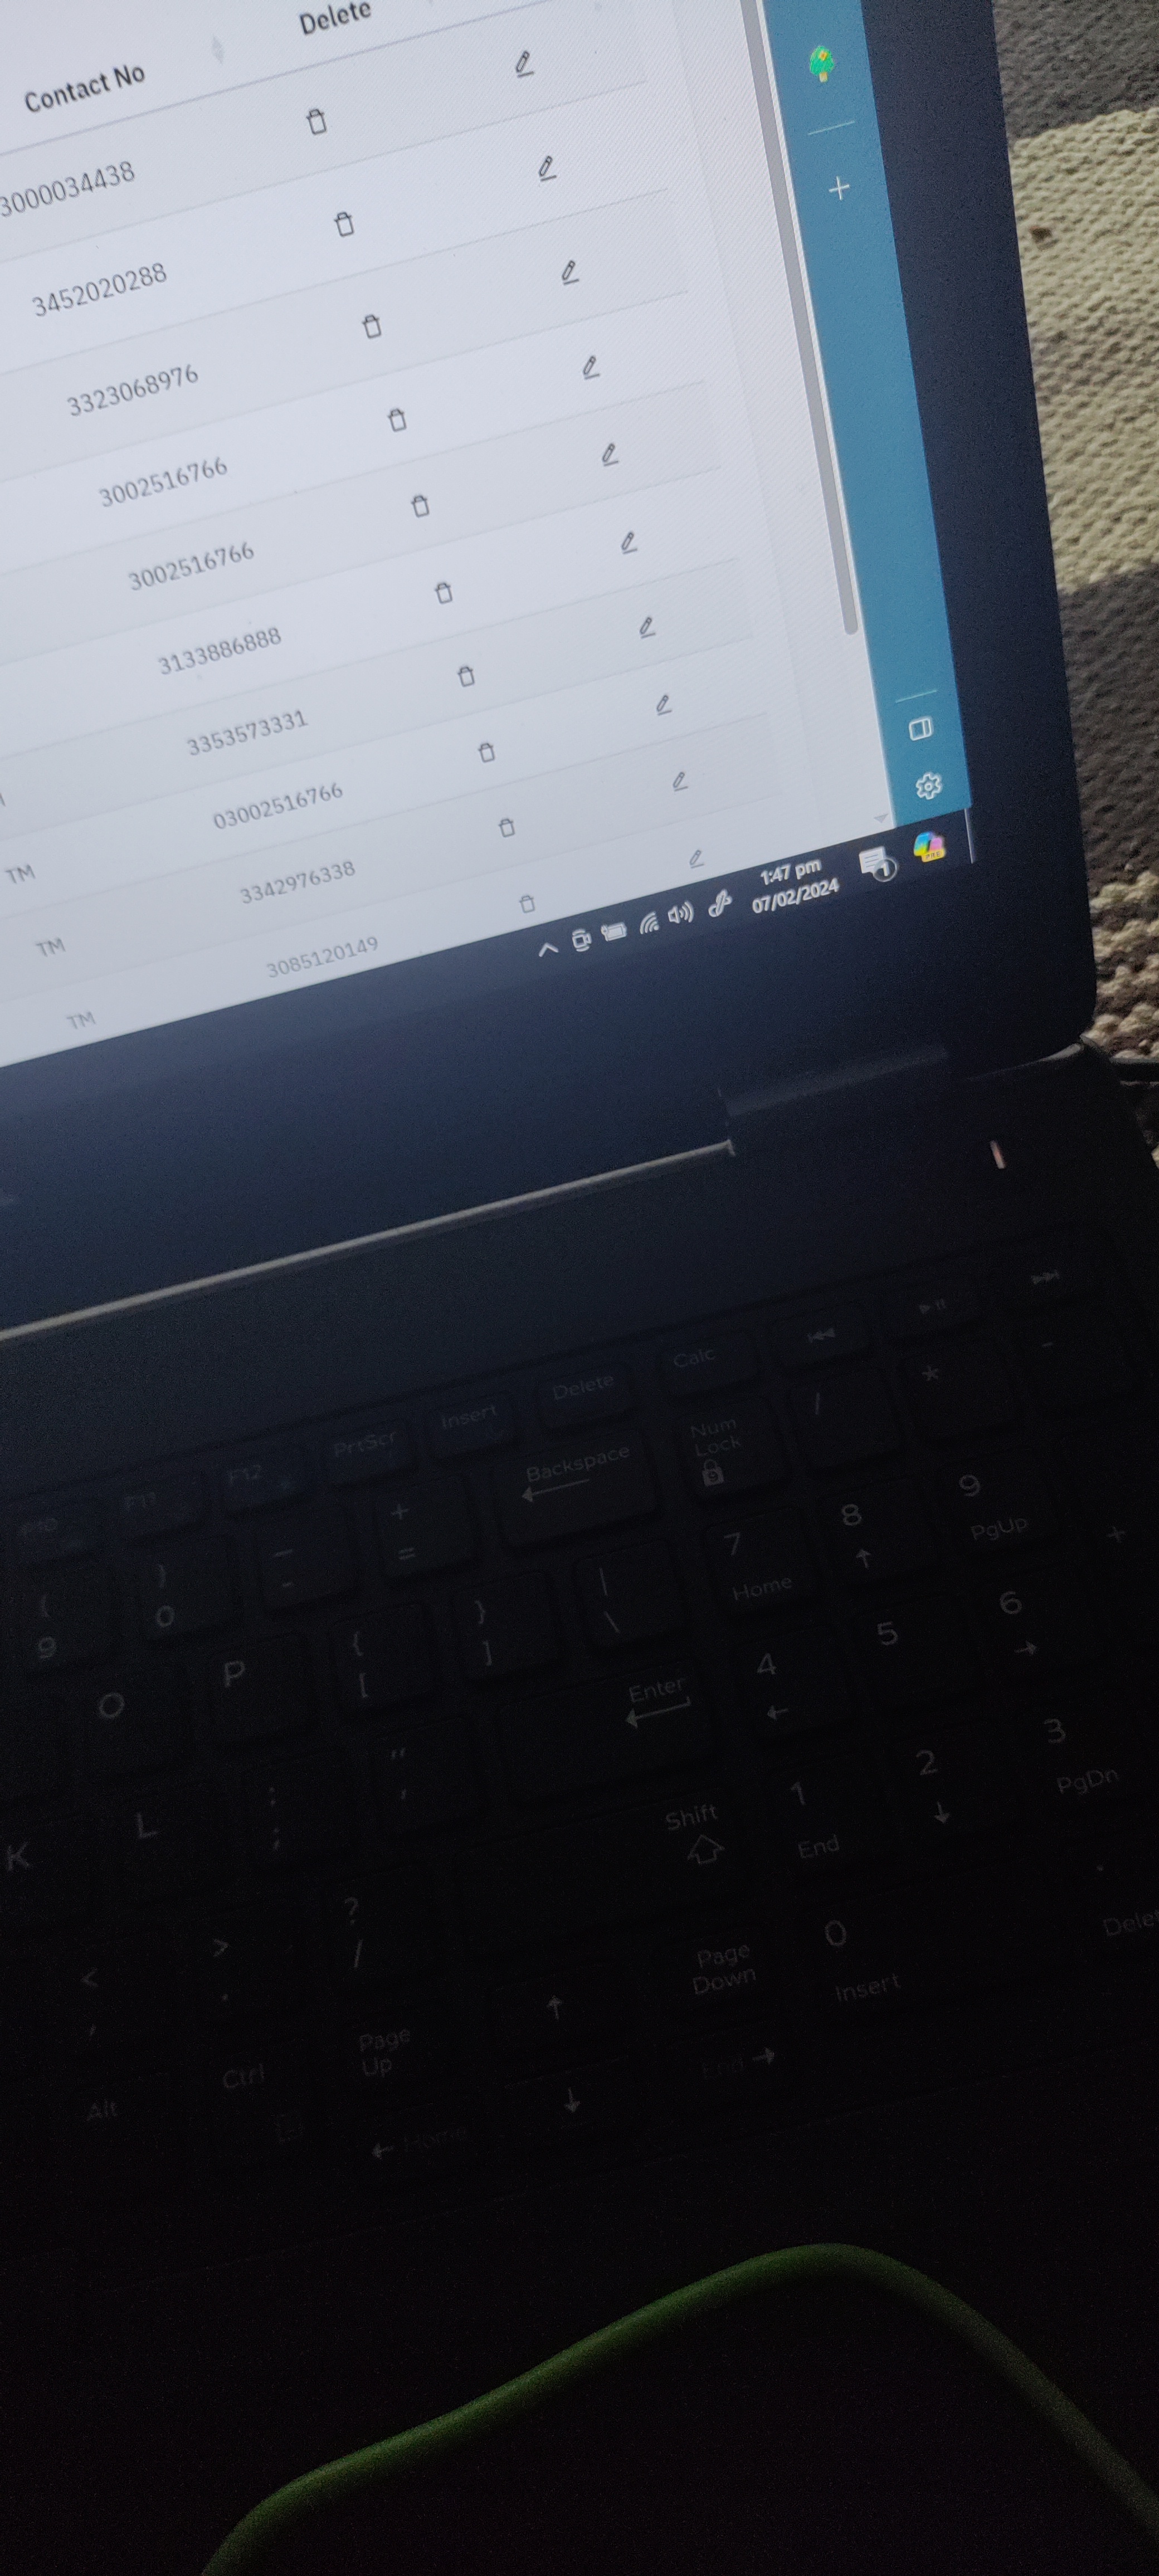 Contact No Delete
3000034438
3452020288
3323068976
3002516766
3002516766
3133886888
3353573331
TM 03002516766
TM 3342976338
TM 3085120149
1:47 pm
07/02/2024
1
PRE
Calc
F10 F11 F12 PrtScr Insert Delete
Backspace
Num
Lock
/ * -
( ) _ +
9 0 - =
7 8 9
Home PgUp
+
O P { } |
[ ] \
Enter
4 5 6
K L : "
; '
Shift
1 2 3
End PgDn
< > ?
, . /
Page
Down
0 .
Insert
Alt Ctrl
Page
Up
Home
End